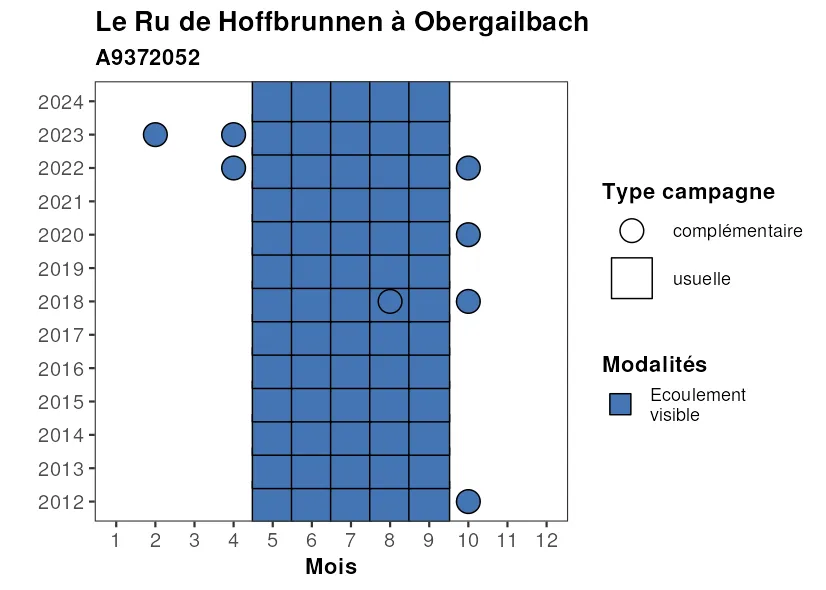 Le Ru de Hoffbrunnen à Obergailbach
A9372052
2024
2023
2022
2021
2020
2019
2018
2017
2016
2015
2014
2013
2012
1 2 3 4 5 6 7 8 9 10 11 12
Mois
Type campagne
complémentaire
usuelle
Modalités
Ecoulement
visible